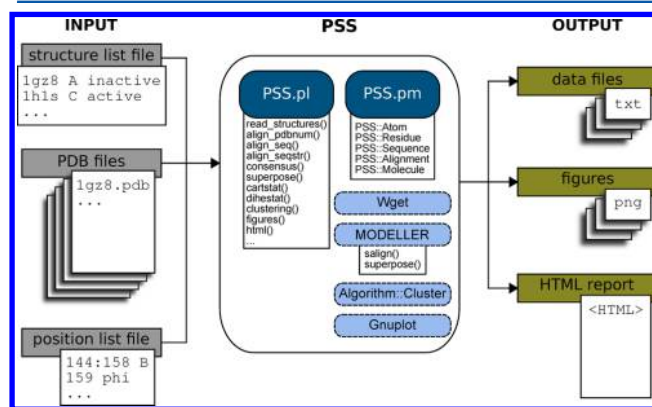 INPUT
PSS
OUTPUT
structure list file
1gz8 A inactive
1h1s C active
...
PDB files
1gz8.pdb
...
position list file
144:158 B
159 phi
...
PSS.pl
read_structures()
align_pdbnum()
align_seq()
align_seqstr()
consensus()
superpose()
cartstat()
dihestat()
clustering()
figures()
html()
...
PSS.pm
PSS::Atom
PSS::Residue
PSS::Sequence
PSS::Alignment
PSS::Molecule
Wget
MODELLER
salign()
superpose()
Algorithm::Cluster
Gnuplot
data files
txt
figures
png
HTML report
<HTML>